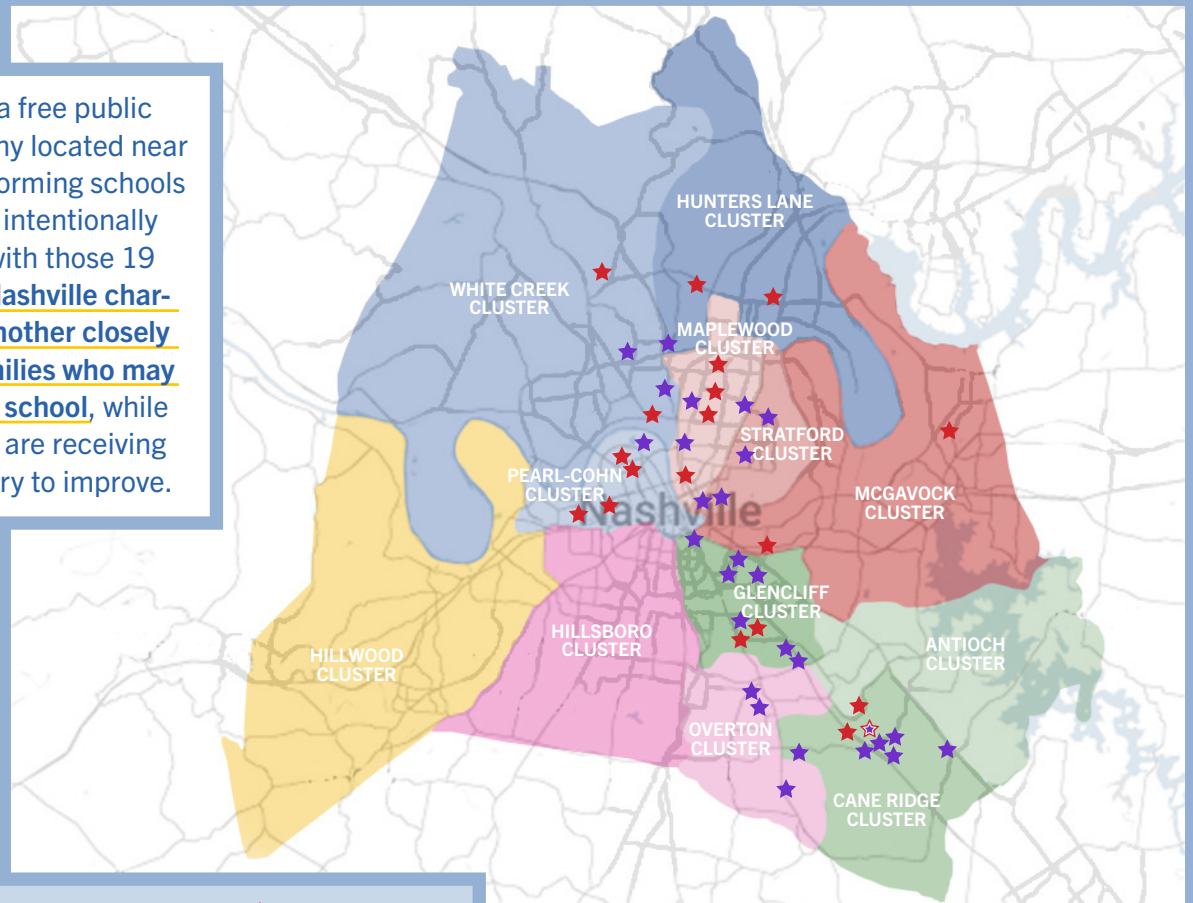 a free public
ny located near
orming schools
intentionally
with those 19
Nashville char-
nother closely
milies who may
school, while
are receiving
ry to improve.
HUNTERS LANE
CLUSTER
WHITE CREEK
CLUSTER
MAPLEWOOD
CLUSTER
STRATFORD
CLUSTER
PEARL-COHN
CLUSTER
MCGAVOCK
CLUSTER
Nashville
GLENCLIFF
CLUSTER
HILLSBORO
CLUSTER
ANTIOCH
CLUSTER
HILLWOOD
CLUSTER
OVERTON
CLUSTER
CANE RIDGE
CLUSTER